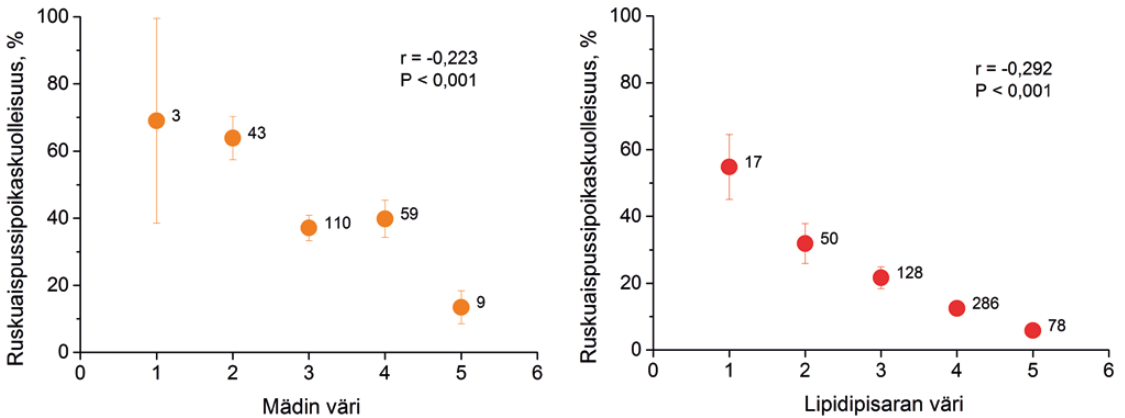 Ruskuaispussipoikaskuolleisuus, %
100
80
60
40
20
0
r = -0,223
P < 0,001
3
43
110
59
9
0 1 2 3 4 5 6
Mädin väri
Ruskuaispussipoikaskuolleisuus, %
100
80
60
40
20
0
r = -0,292
P < 0,001
17
50
128
286
78
0 1 2 3 4 5 6
Lipidipisaran väri